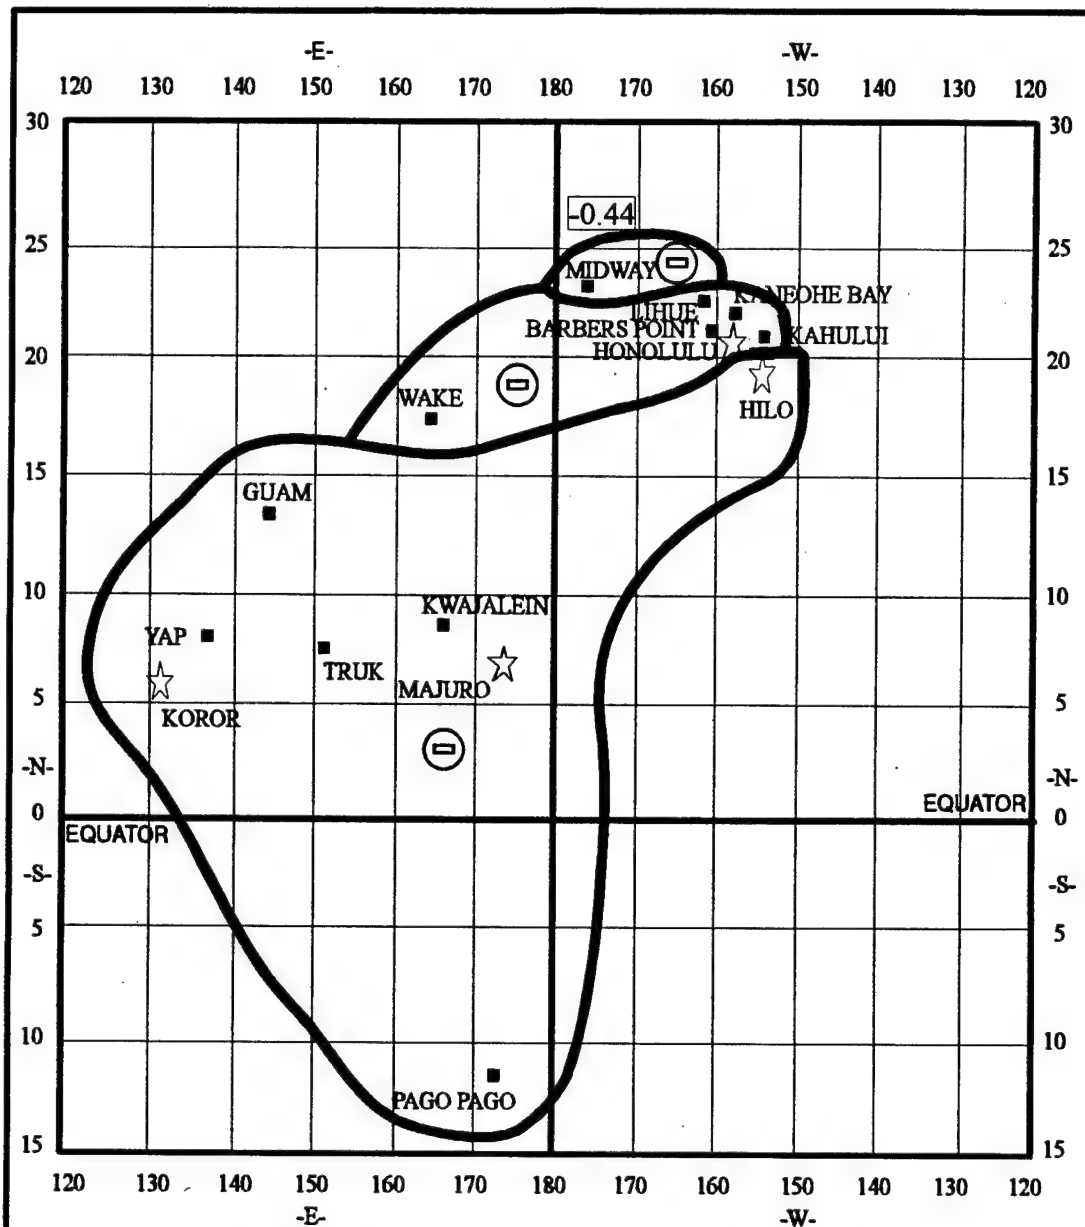 -E- -W-
120 130 140 150 160 170 180 170 160 150 140 130 120
30 30
-0.44
25 25
MIDWAY
KANEOHE BAY
LIHUE
BARBERS POINT
KAHULUI
HONOLULU
20 20
WAKE
HILO
15 15
GUAM
10 10
KWAJALEIN
YAP
TRUK
MAJURO
5 5
KOROR
-N- -N-
EQUATOR
0 0
EQUATOR
-S- -S-
5 5
10 10
PAGO PAGO
15 15
120 130 140 150 160 170 180 170 160 150 140 130 120
-E- -W-